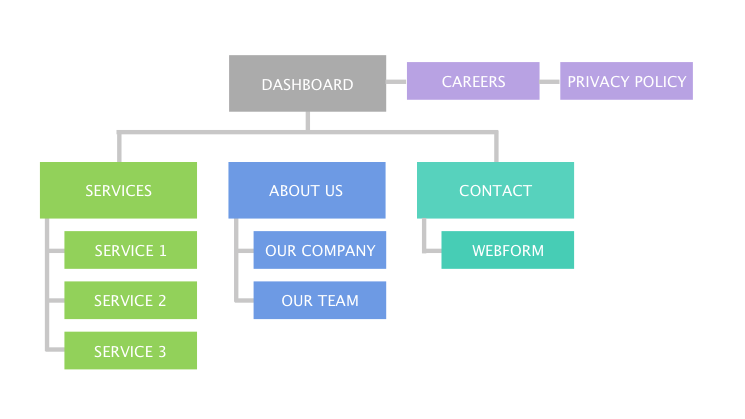 DASHBOARD
CAREERS
PRIVACY POLICY
SERVICES
ABOUT US
CONTACT
SERVICE 1
OUR COMPANY
WEBFORM
SERVICE 2
OUR TEAM
SERVICE 3